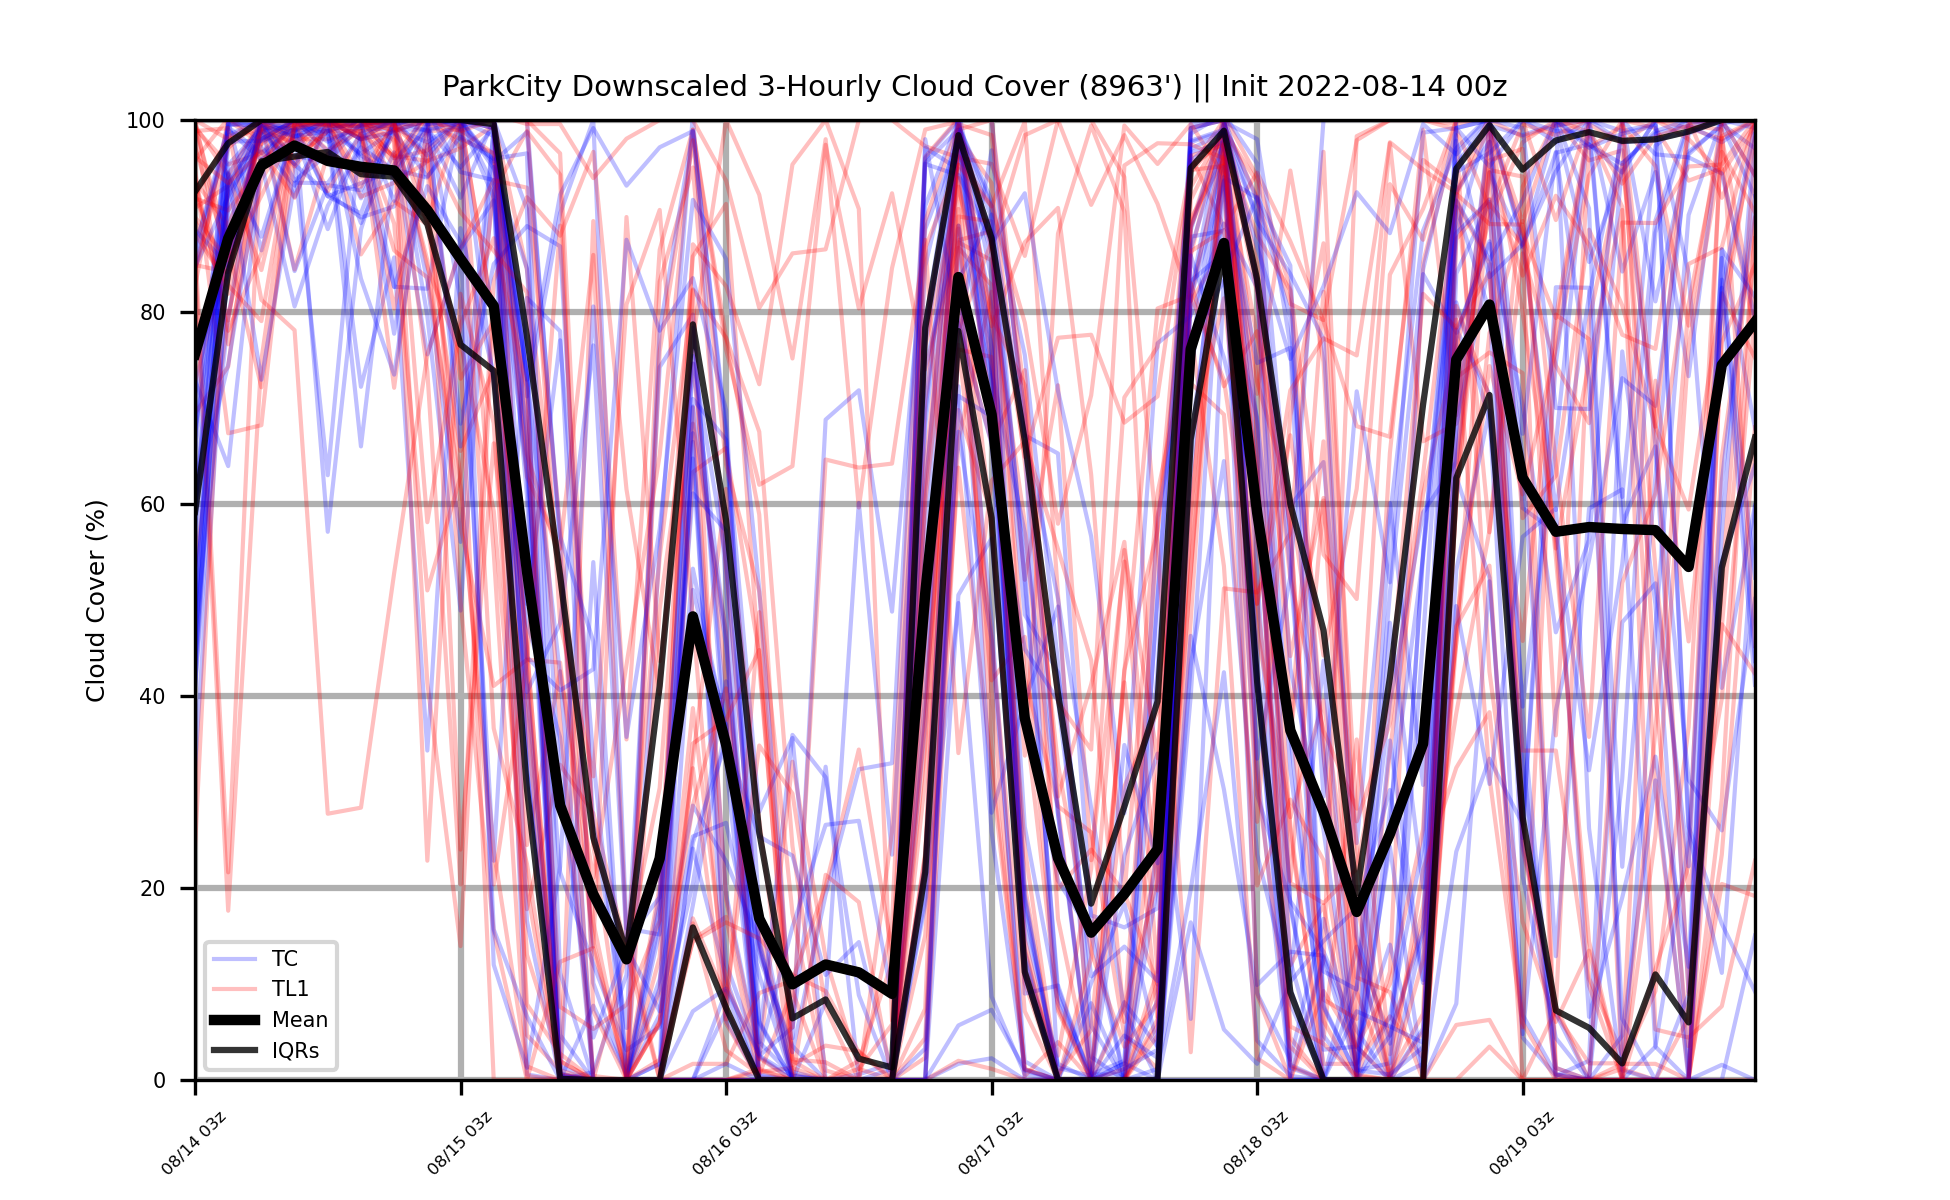 ParkCity Downscaled 3-Hourly Cloud Cover (8963') || Init 2022-08-14 00z
Cloud Cover (%)
100
80
60
40
20
0
TC
TL1
Mean
IQRs
08/14 03z
08/15 03z
08/16 03z
08/17 03z
08/18 03z
08/19 03z